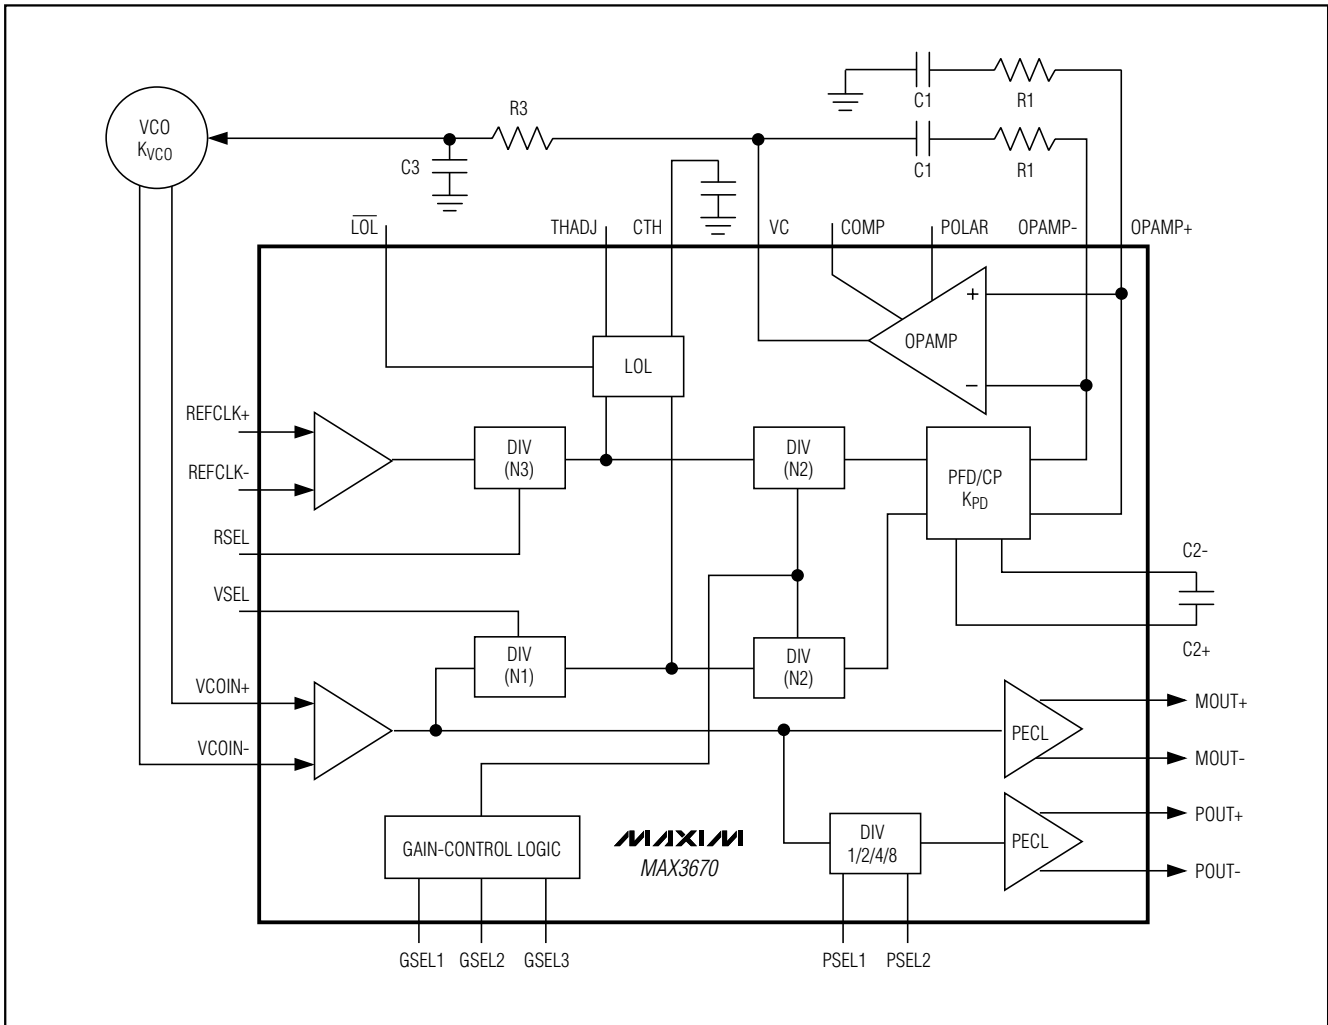 C1
R1
R3
VCO
KVCO
C3
C1
R1
LOL
THADJ
CTH
VC
COMP
POLAR
OPAMP-
OPAMP+
+
OPAMP
−
LOL
REFCLK+
REFCLK-
DIV
(N3)
DIV
(N2)
PFD/CP
KPD
RSEL
C2-
VSEL
C2+
DIV
(N1)
DIV
(N2)
VCOIN+
VCOIN-
PECL
MOUT+
MOUT-
GAIN-CONTROL LOGIC
MAXIM
MAX3670
DIV
1/2/4/8
PECL
POUT+
POUT-
GSEL1
GSEL2
GSEL3
PSEL1
PSEL2